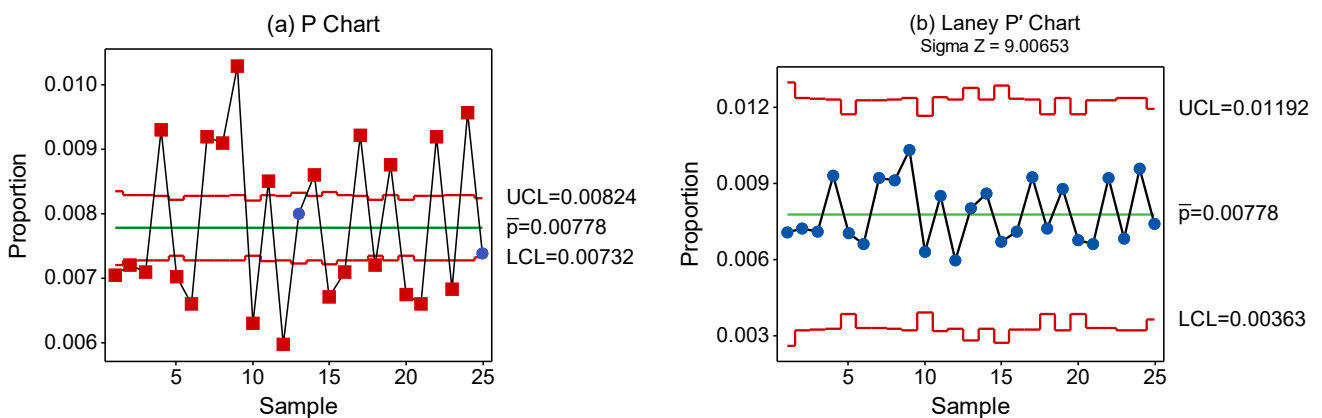 (a) P Chart
0.010
0.009
0.008
0.007
0.006
Proportion
5
10
15
20
25
Sample
UCL=0.00824
p̅=0.00778
LCL=0.00732
(b) Laney P′ Chart
Sigma Z = 9.00653
0.012
0.009
0.006
0.003
Proportion
5
10
15
20
25
Sample
UCL=0.01192
p̅=0.00778
LCL=0.00363